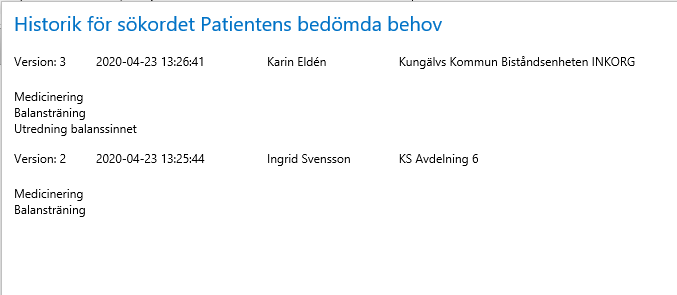 Historik för sökordet Patientens bedömda behov
Version: 3 2020-04-23 13:26:41 Karin Eldén Kungälvs Kommun Biståndsenheten INKORG
Medicinering
Balansträning
Utredning balanssinnet
Version: 2 2020-04-23 13:25:44 Ingrid Svensson KS Avdelning 6
Medicinering
Balansträning